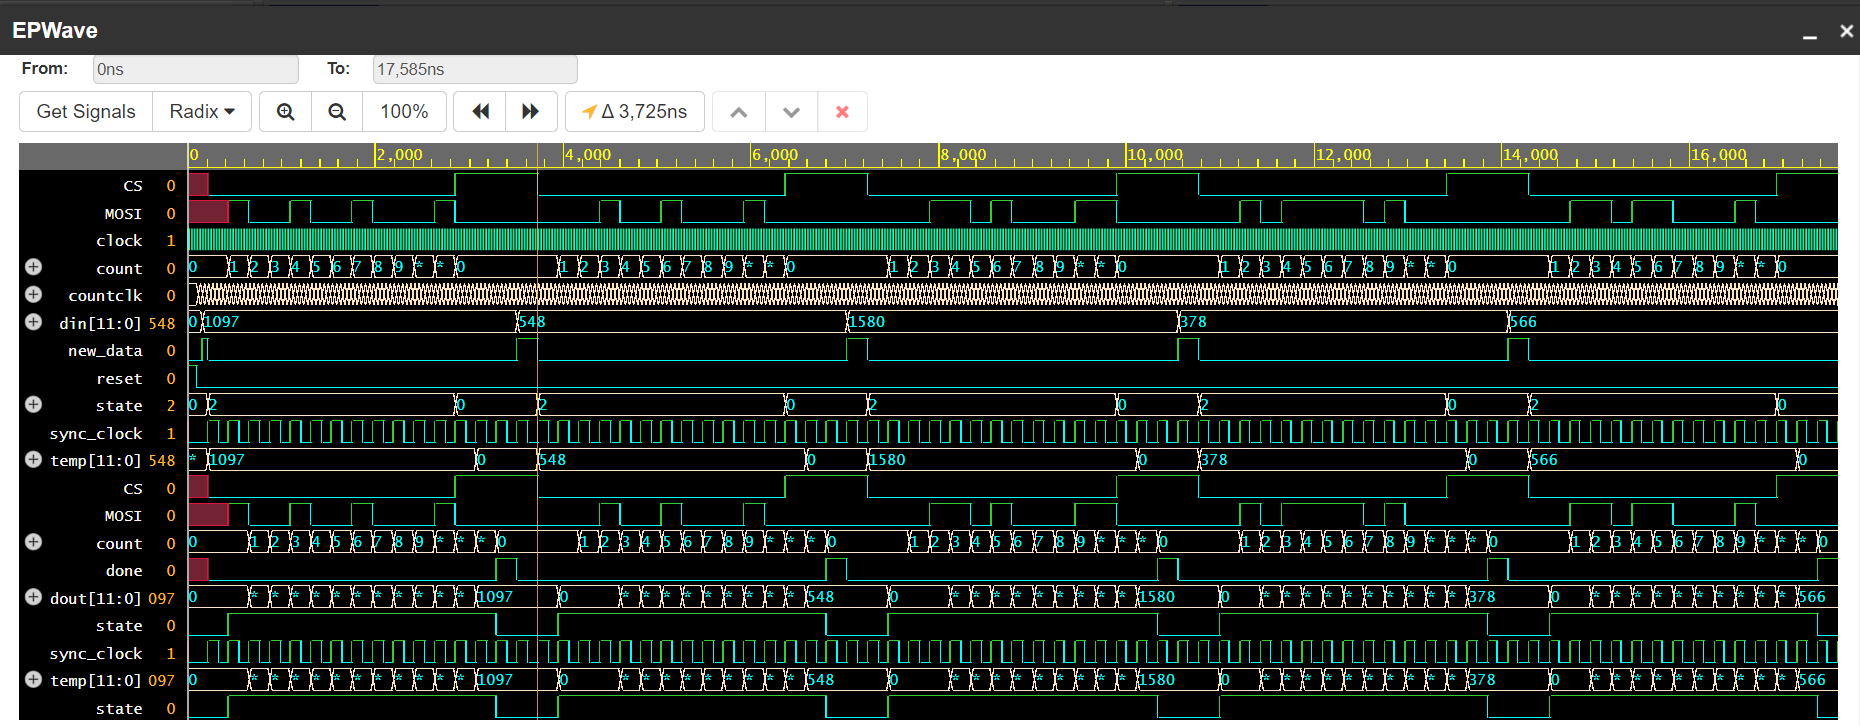 EPWave
From: 0ns To: 17,585ns
Get Signals Radix 100% Δ 3,725ns
0 2,000 4,000 6,000 8,000 10,000 12,000 14,000 16,000
CS 0
MOSI 0
clock 1
count 0 0 1 2 3 4 5 6 7 8 9 * * 0 1 2 3 4 5 6 7 8 9 * * 0 1 2 3 4 5 6 7 8 9 * * 0 1 2 3 4 5 6 7 8 9 * * 0 1 2 3 4 5 6 7 8 9 * * 0
countclk 0
din[11:0] 548 0 1097 548 1580 378 566
new_data 0
reset 0
state 2 0 2 0 2 0 2 0 2 0 2 0
sync_clock 1
temp[11:0] 548 * 1097 0 548 0 1580 0 378 0 566 0
CS 0
MOSI 0
count 0 0 1 2 3 4 5 6 7 8 9 * * * 0 1 2 3 4 5 6 7 8 9 * * * 0 1 2 3 4 5 6 7 8 9 * * * 0 1 2 3 4 5 6 7 8 9 * * * 0 1 2 3 4 5 6 7 8 9 * * * 0
done 0
dout[11:0] 097 0 * * * * * * * * * * * 1097 0 * * * * * * * * * 548 0 * * * * * * * * * 1580 0 * * * * * * * * * * 378 0 * * * * * * * * * * 566
state 0
sync_clock 1
temp[11:0] 097 0 * * * * * * * * * * * 1097 0 * * * * * * * * * 548 0 * * * * * * * * * 1580 0 * * * * * * * * * * 378 0 * * * * * * * * * * 566
state 0